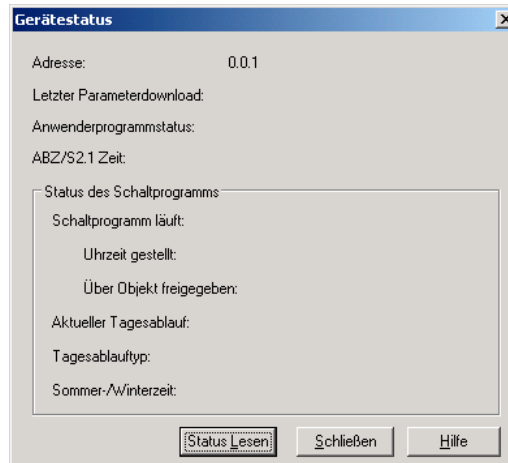 Gerätestatus
Adresse: 0.0.1
Letzter Parameterdownload:
Anwenderprogrammstatus:
ABZ/S2.1 Zeit:
Status des Schaltprogramms
Schaltprogramm läuft:
Uhrzeit gestellt:
Über Objekt freigegeben:
Aktueller Tagesablauf:
Tagesablauftyp:
Sommer-/Winterzeit:
Status Lesen Schließen Hilfe